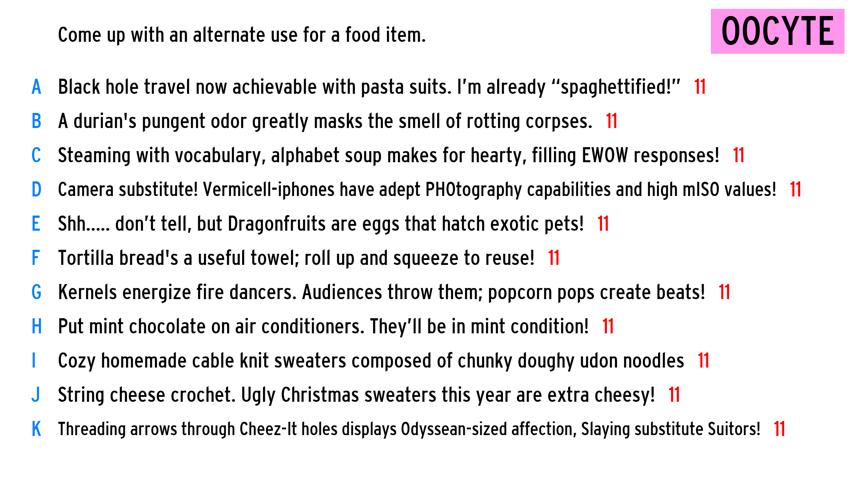 Come up with an alternate use for a food item.
OOCYTE
A Black hole travel now achievable with pasta suits. I'm already “spaghettified!” 11
B A durian's pungent odor greatly masks the smell of rotting corpses. 11
C Steaming with vocabulary, alphabet soup makes for hearty, filling EWOW responses! 11
D Camera substitute! Vermicell-iphones have adept PHOtography capabilities and high mISO values! 11
E Shh..... don't tell, but Dragonfruits are eggs that hatch exotic pets! 11
F Tortilla bread's a useful towel; roll up and squeeze to reuse! 11
G Kernels energize fire dancers. Audiences throw them; popcorn pops create beats! 11
H Put mint chocolate on air conditioners. They'll be in mint condition! 11
I Cozy homemade cable knit sweaters composed of chunky doughy udon noodles 11
J String cheese crochet. Ugly Christmas sweaters this year are extra cheesy! 11
K Threading arrows through Cheez-It holes displays Odyssean-sized affection, Slaying substitute Suitors! 11